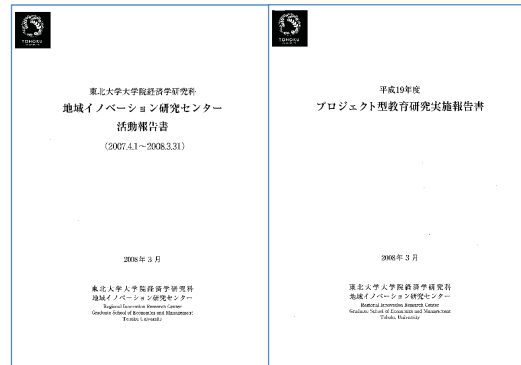 TOHOKU
東北大学大学院経済学研究科
地域イノベーション研究センター
活動報告書
(2007.4.1～2008.3.31)
2008年3月
東北大学大学院経済学研究科
地域イノベーション研究センター
Regional Innovation Research Center
Graduate School of Economics and Management
Tohoku University
TOHOKU
平成19年度
プロジェクト型教育研究実施報告書
2008年3月
東北大学大学院経済学研究科
地域イノベーション研究センター
Regional Innovation Research Center
Graduate School of Economics and Management
Tohoku University